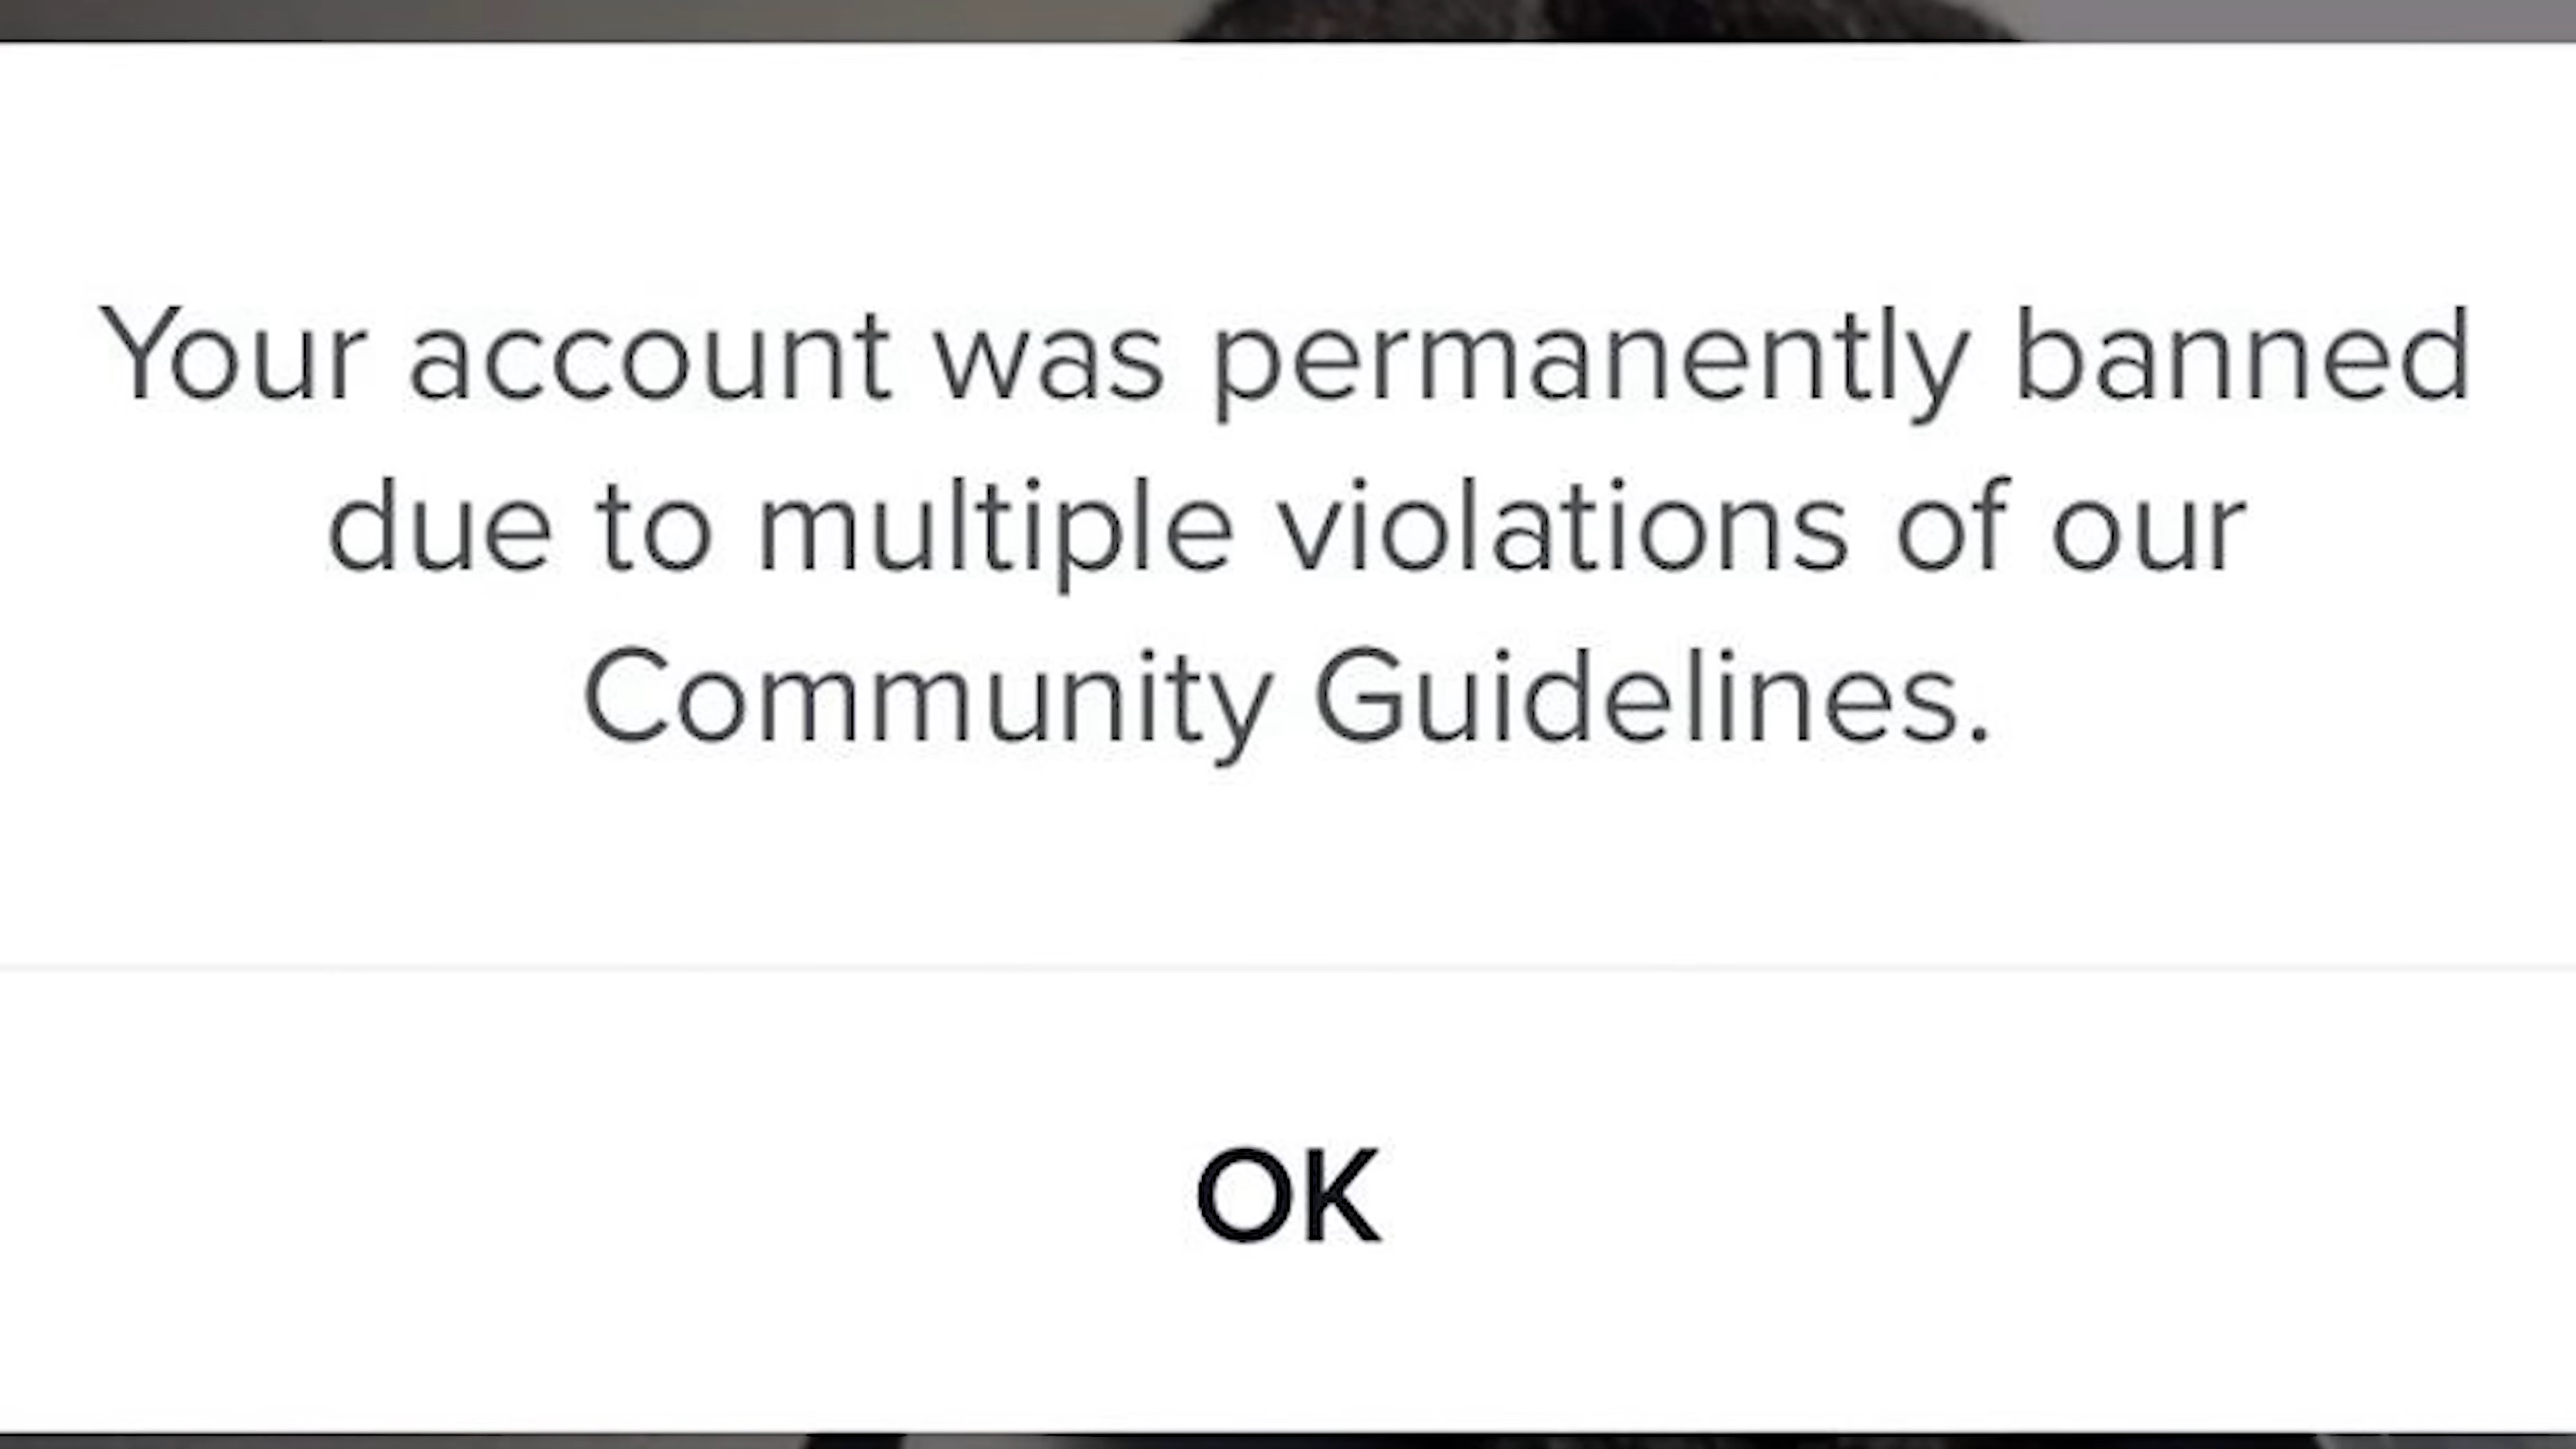 Your account was permanently banned
due to multiple violations of our
Community Guidelines.
OK